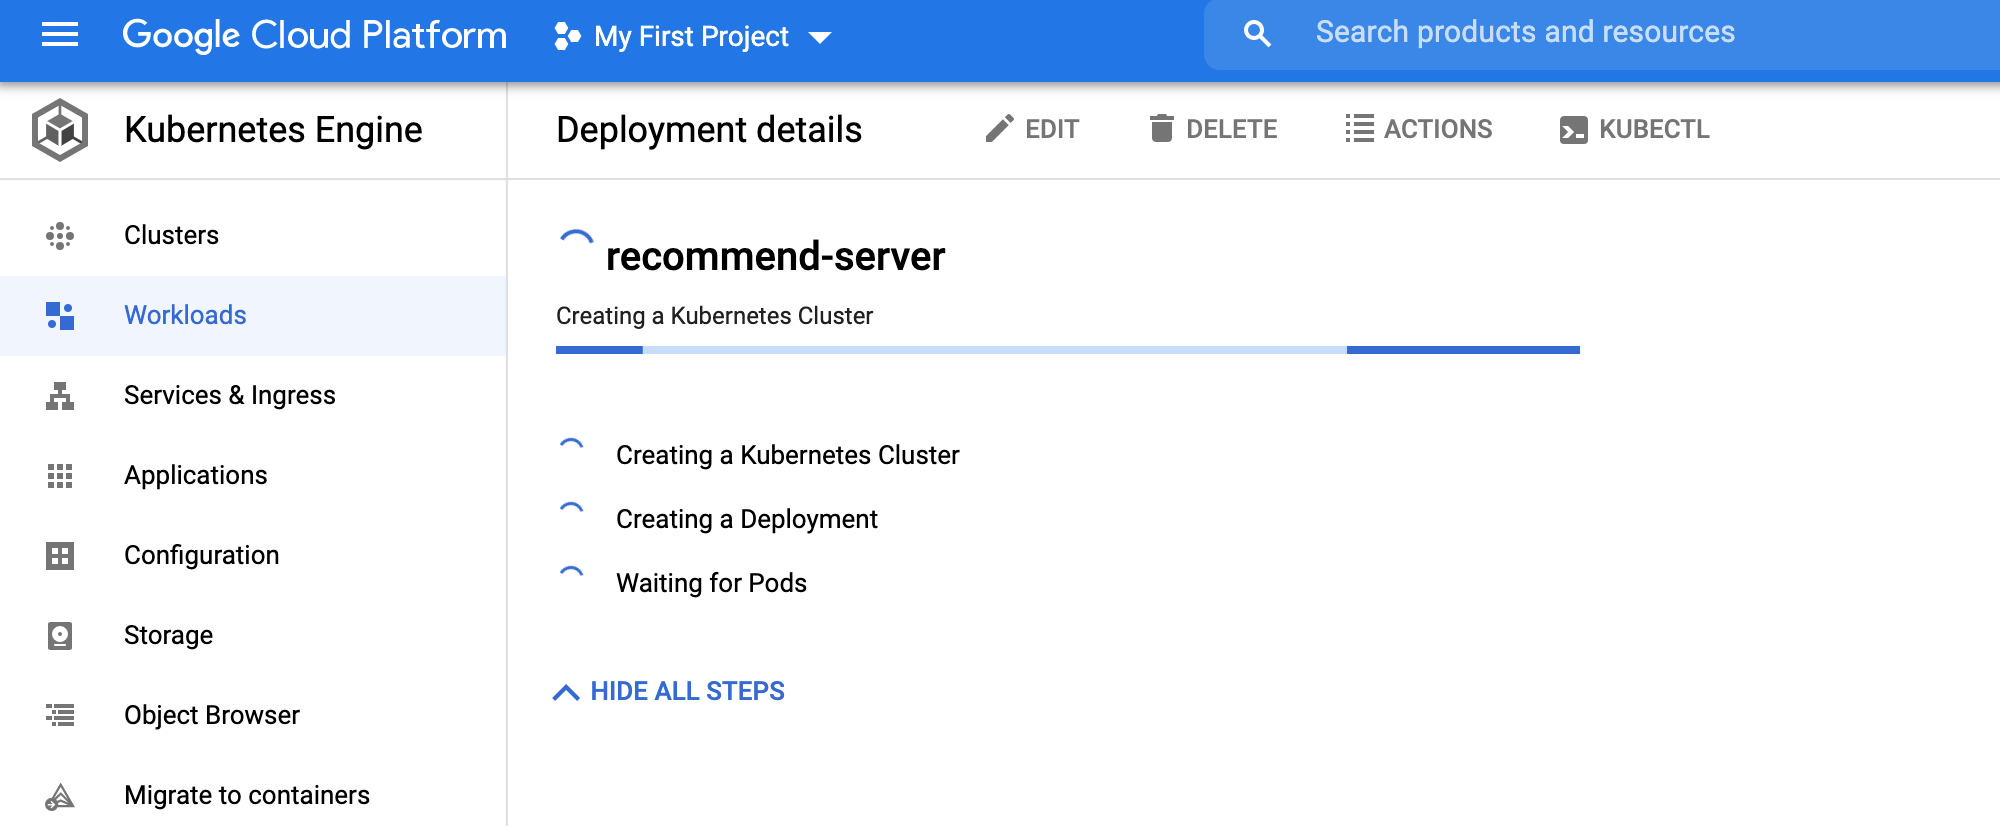 Google Cloud Platform
My First Project
Search products and resources
Kubernetes Engine
Deployment details
EDIT
DELETE
ACTIONS
KUBECTL
Clusters
Workloads
Services & Ingress
Applications
Configuration
Storage
Object Browser
Migrate to containers
recommend-server
Creating a Kubernetes Cluster
Creating a Kubernetes Cluster
Creating a Deployment
Waiting for Pods
HIDE ALL STEPS